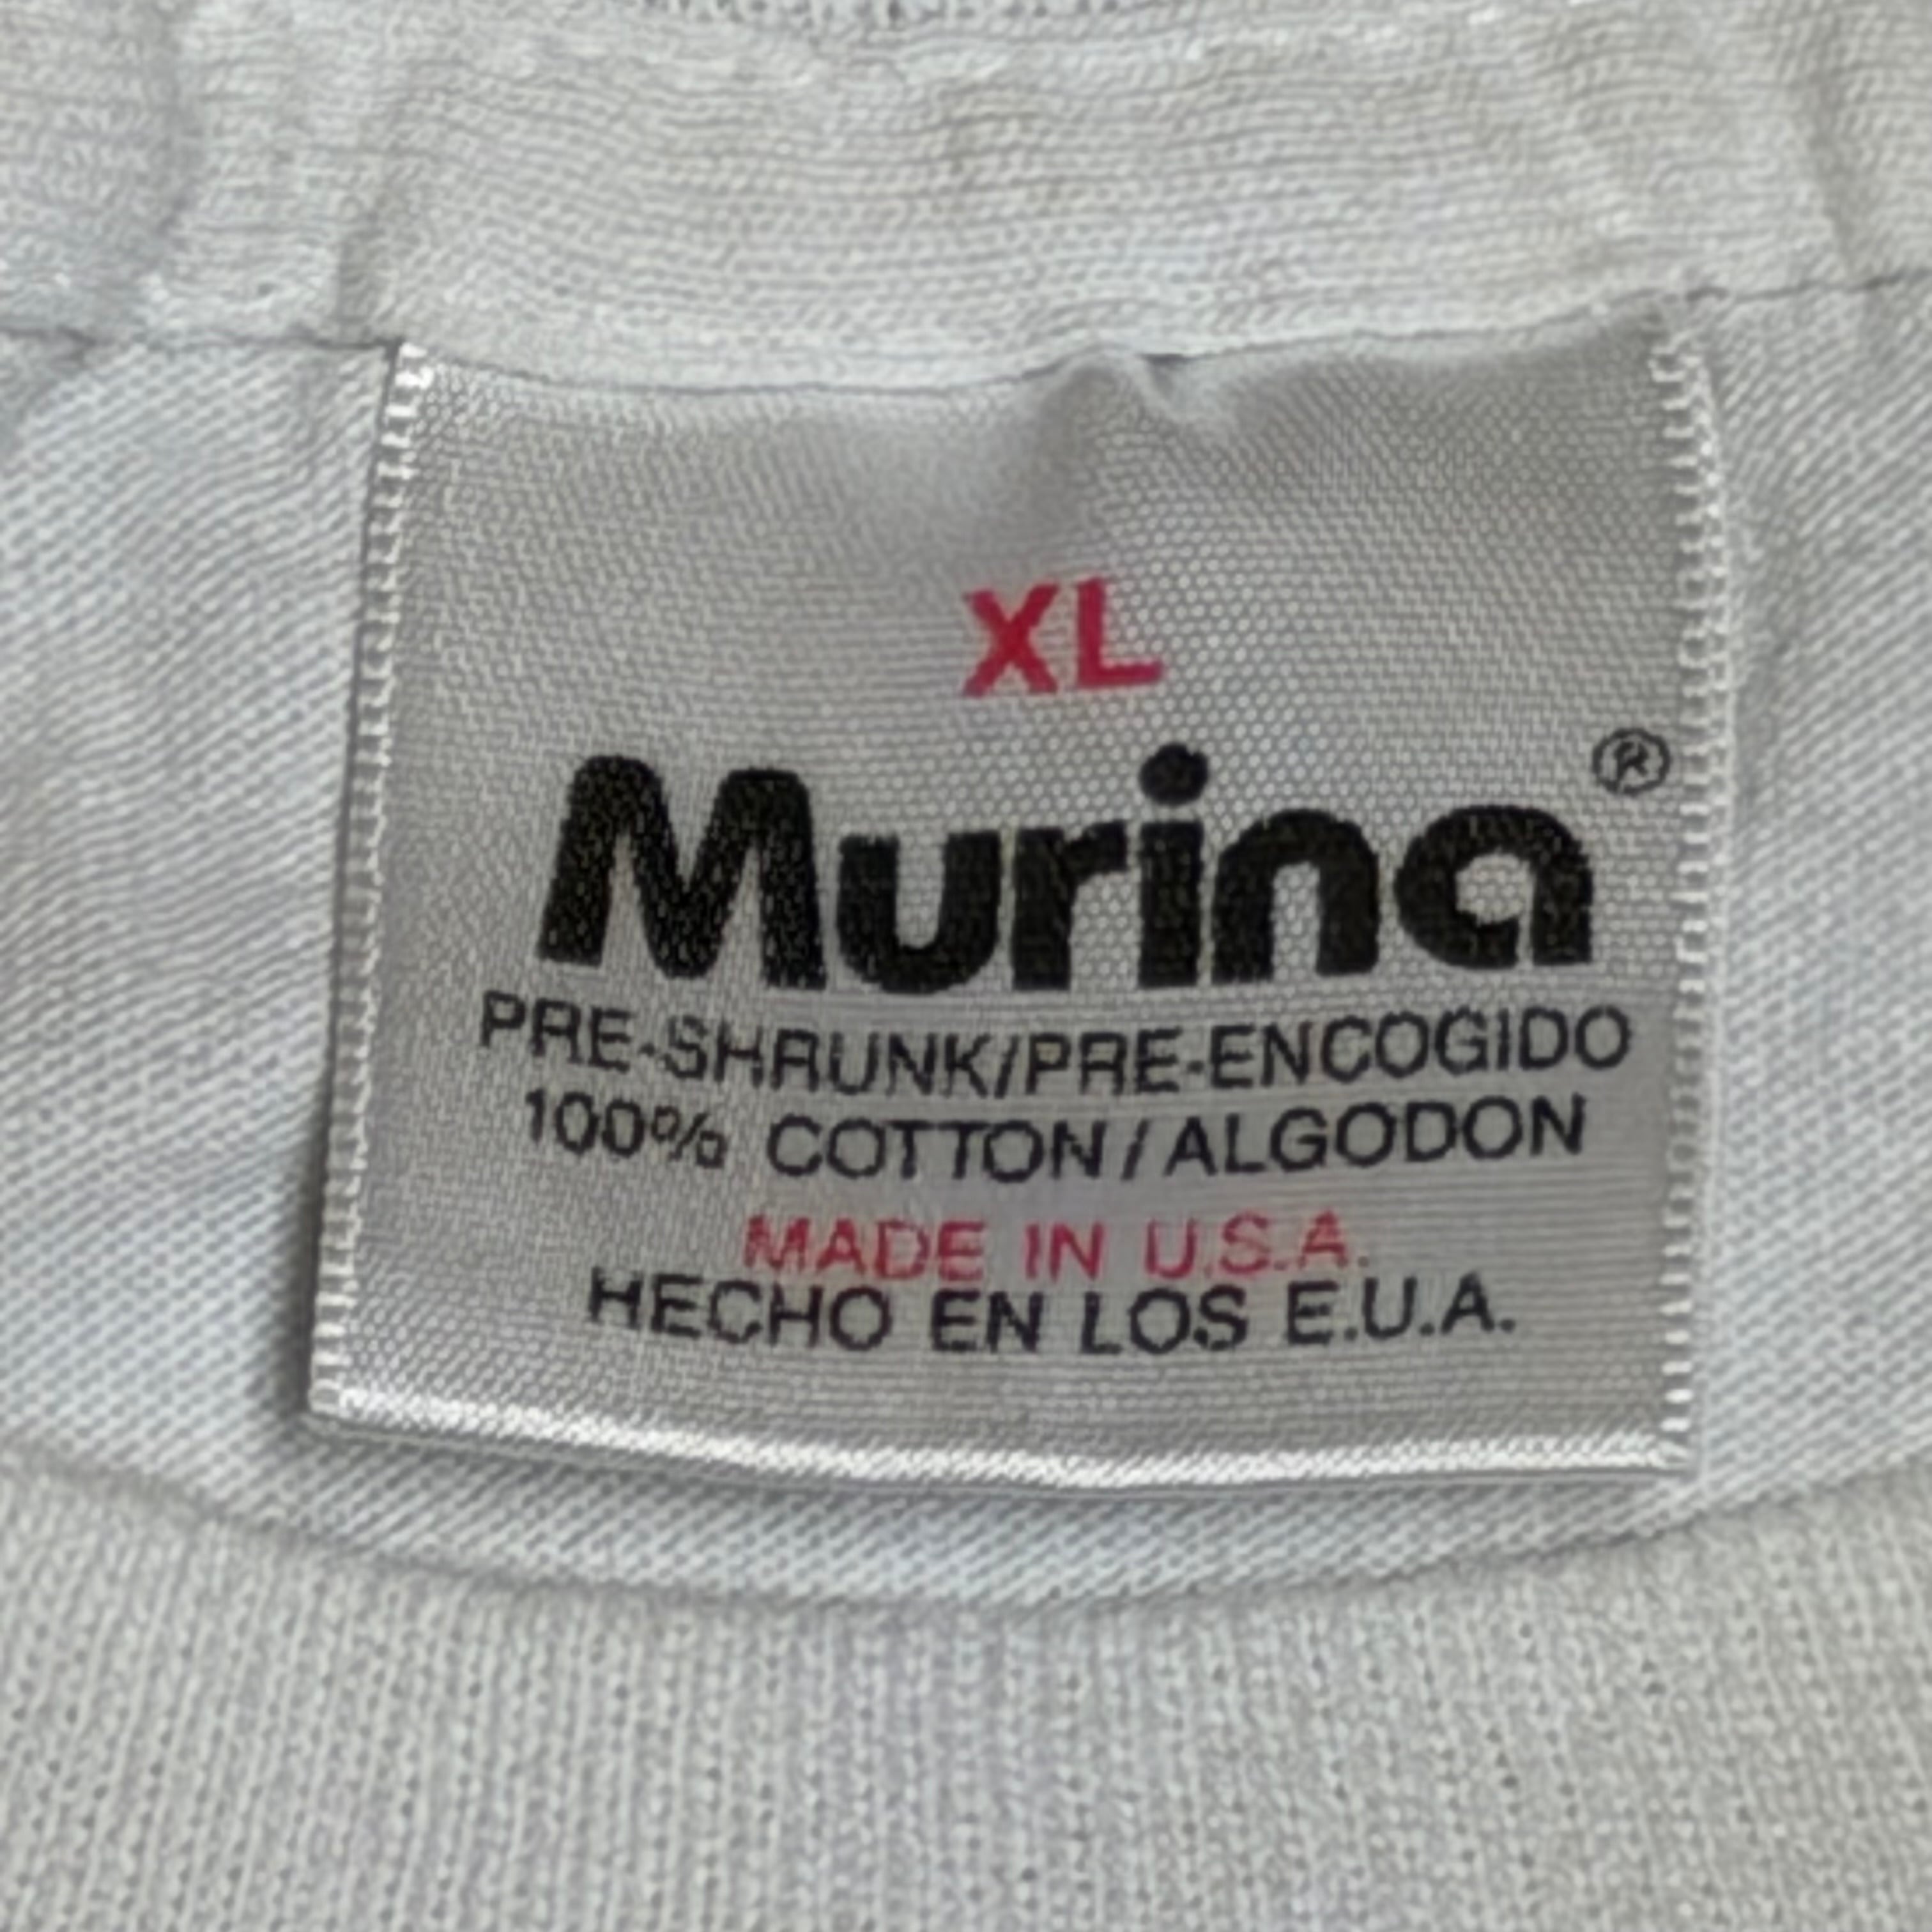 XL
Murina®
PRE-SHRUNK/PRE-ENCOGIDO
100% COTTON/ALGODON
MADE IN U.S.A.
HECHO EN LOS E.U.A.